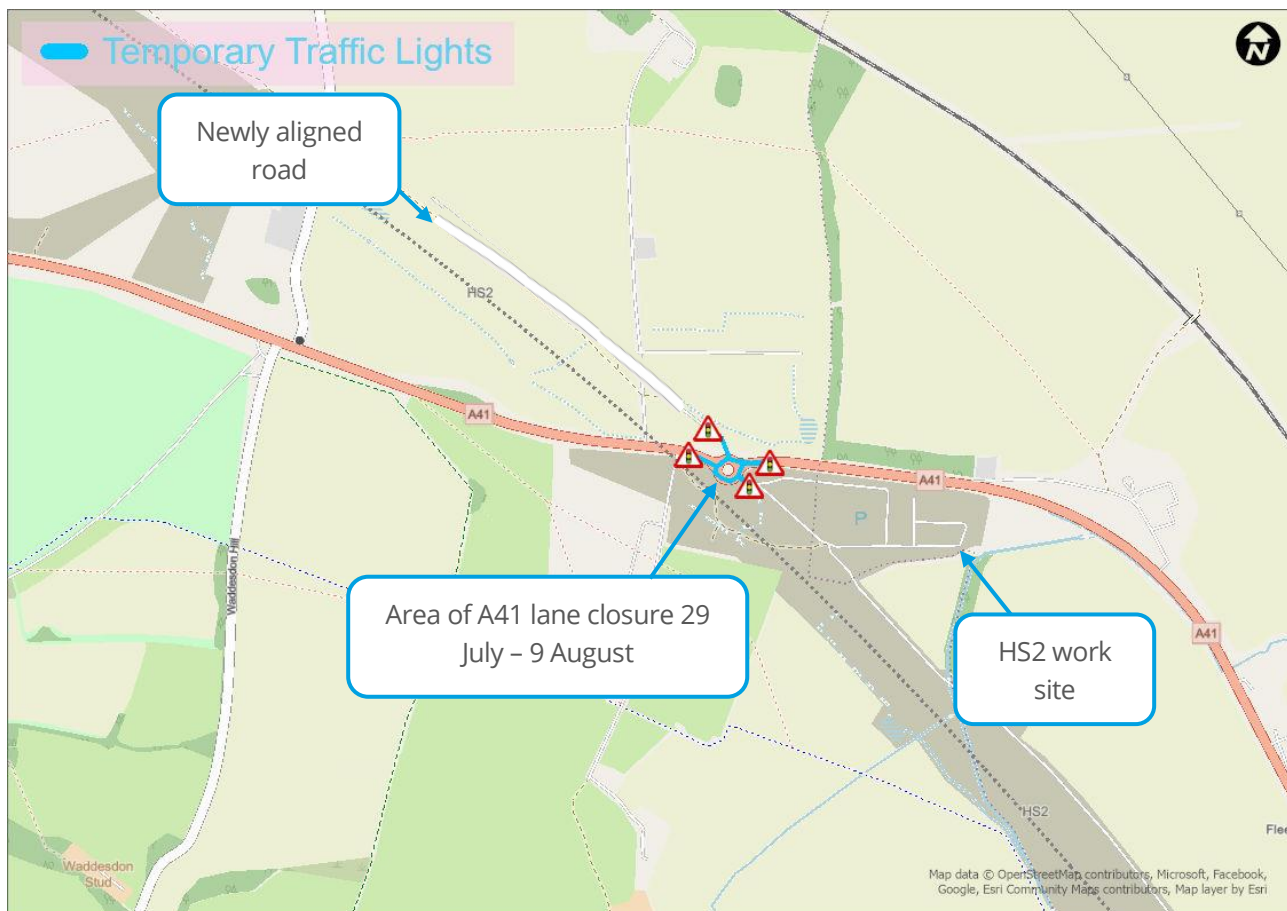 Temporary Traffic Lights
N
Newly aligned
road
HS2
A41
A41
P
Waddesdon Hill
Area of A41 lane closure 29
July – 9 August
HS2 work
site
A41
HS2
Flee
Waddesdon
Stud
Map data © OpenStreetMap contributors, Microsoft, Facebook,
Google, Esri Community Maps contributors, Map layer by Esri